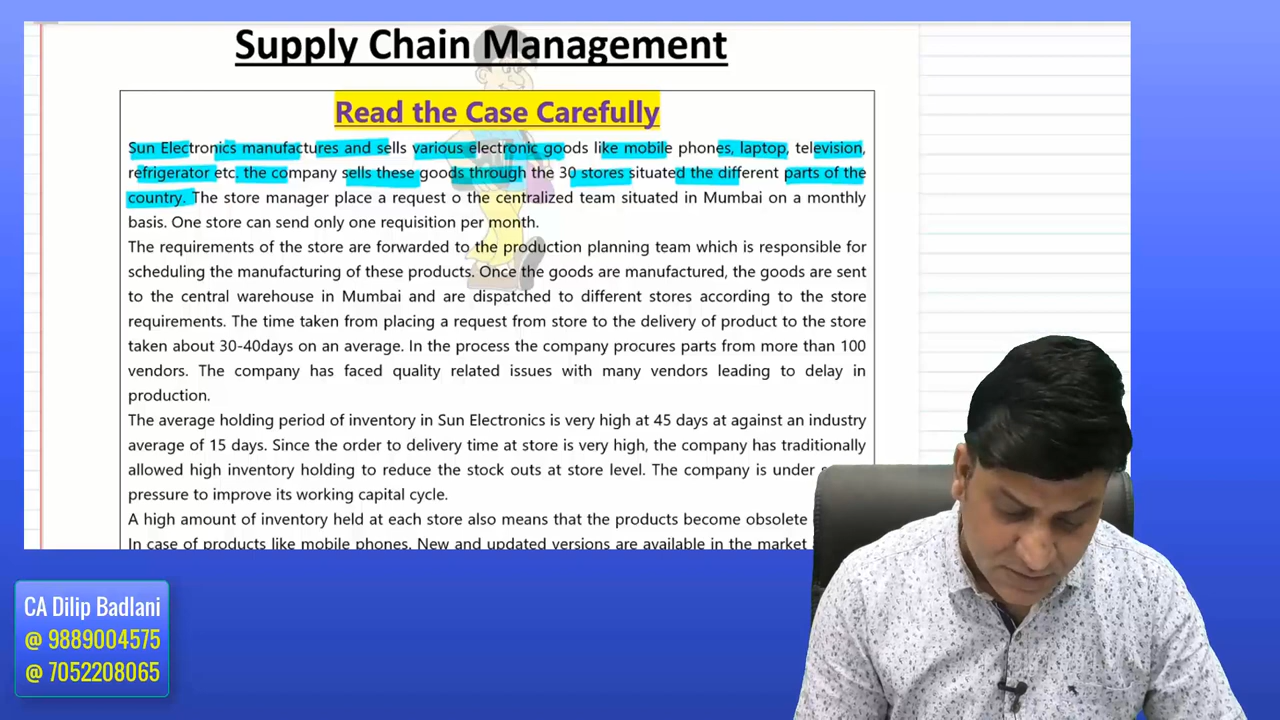 Supply Chain Management
Read the Case Carefully
Sun Electronics manufactures and sells various electronic goods like mobile phones, laptop, television,
refrigerator etc. the company sells these goods through the 30 stores situated the different parts of the
country. The store manager place a request o the centralized team situated in Mumbai on a monthly
basis. One store can send only one requisition per month.
The requirements of the store are forwarded to the production planning team which is responsible for
scheduling the manufacturing of these products. Once the goods are manufactured, the goods are sent
to the central warehouse in Mumbai and are dispatched to different stores according to the store
requirements. The time taken from placing a request from store to the delivery of product to the store
taken about 30-40days on an average. In the process the company procures parts from more than 100
vendors. The company has faced quality related issues with many vendors leading to delay in
production.
The average holding period of inventory in Sun Electronics is very high at 45 days at against an industry
average of 15 days. Since the order to delivery time at store is very high, the company has traditionally
allowed high inventory holding to reduce the stock outs at store level. The company is under
pressure to improve its working capital cycle.
A high amount of inventory held at each store also means that the products become obsolete
In case of products like mobile phones. New and updated versions are available in the market
CA Dilip Badlani
@ 9889004575
@ 7052208065